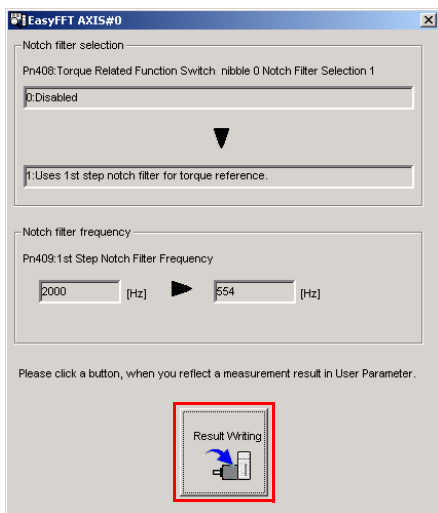 EasyFFT AXIS#0
Notch filter selection
Pn408:Torque Related Function Switch nibble 0 Notch Filter Selection 1
0:Disabled
1:Uses 1st step notch filter for torque reference.
Notch filter frequency
Pn409:1st Step Notch Filter Frequency
2000 [Hz] 554 [Hz]
Please click a button, when you reflect a measurement result in User Parameter.
Result Writing